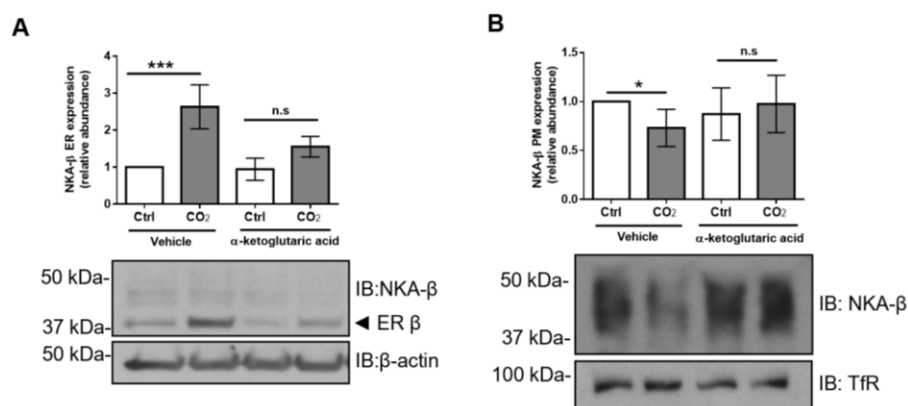 A
NKA-β ER expression
(relative abundance)
4
3
2
1
0
***
n.s
Ctrl CO₂ Ctrl CO₂
Vehicle α-ketoglutaric acid
50 kDa-
IB:NKA-β
37 kDa-
◄ ER β
50 kDa-
IB:β-actin
B
NKA-β PM expression
(relative abundance)
1.5
1.0
0.5
0.0
*
n.s
Ctrl CO₂ Ctrl CO₂
Vehicle α-ketoglutaric acid
50 kDa-
IB: NKA-β
37 kDa-
100 kDa-
IB: TfR